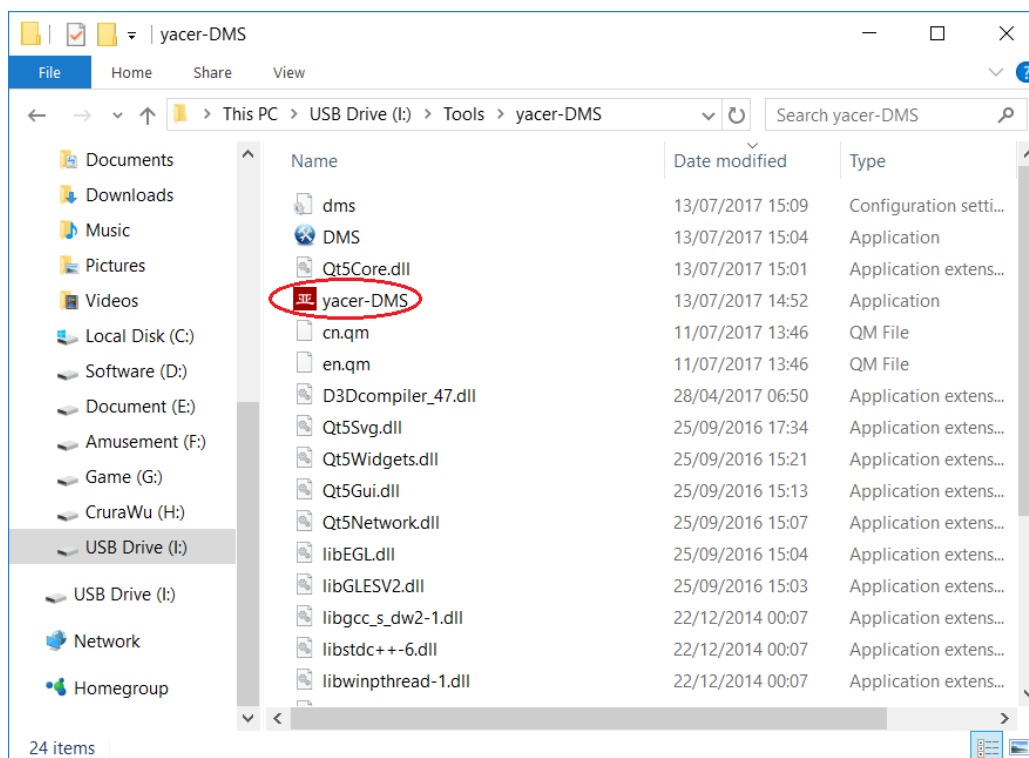 yacer-DMS
File Home Share View
This PC > USB Drive (I:) > Tools > yacer-DMS Search yacer-DMS
Documents
Downloads
Music
Pictures
Videos
Local Disk (C:)
Software (D:)
Document (E:)
Amusement (F:)
Game (G:)
CruraWu (H:)
USB Drive (I:)
USB Drive (I:)
Network
Homegroup
Name Date modified Type
dms 13/07/2017 15:09 Configuration setti...
DMS 13/07/2017 15:04 Application
Qt5Core.dll 13/07/2017 15:01 Application extens...
yacer-DMS 13/07/2017 14:52 Application
cn.qm 11/07/2017 13:46 QM File
en.qm 11/07/2017 13:46 QM File
D3Dcompiler_47.dll 28/04/2017 06:50 Application extens...
Qt5Svg.dll 25/09/2016 17:34 Application extens...
Qt5Widgets.dll 25/09/2016 15:21 Application extens...
Qt5Gui.dll 25/09/2016 15:13 Application extens...
Qt5Network.dll 25/09/2016 15:07 Application extens...
libEGL.dll 25/09/2016 15:04 Application extens...
libGLESV2.dll 25/09/2016 15:03 Application extens...
libgcc_s_dw2-1.dll 22/12/2014 00:07 Application extens...
libstdc++-6.dll 22/12/2014 00:07 Application extens...
libwinpthread-1.dll 22/12/2014 00:07 Application extens...
24 items